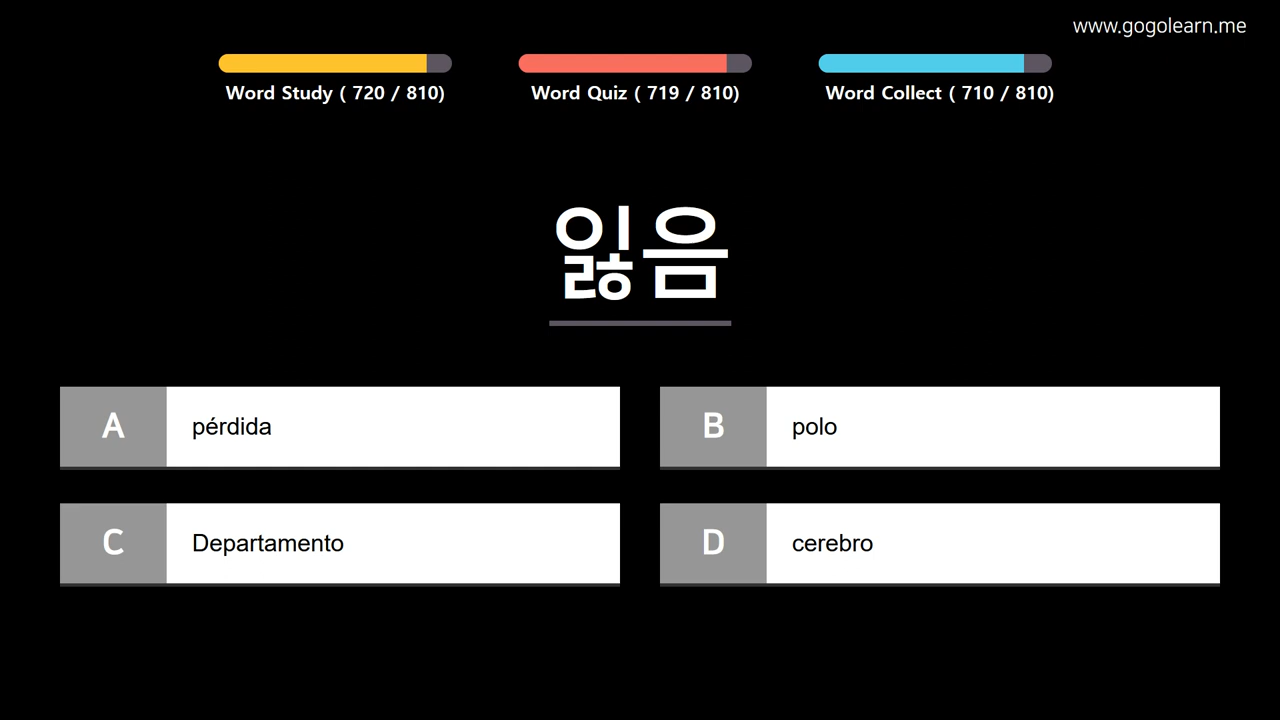 www.gogolearn.me
Word Study ( 720 / 810)
Word Quiz ( 719 / 810)
Word Collect ( 710 / 810)
잃음
A
pérdida
B
polo
C
Departamento
D
cerebro